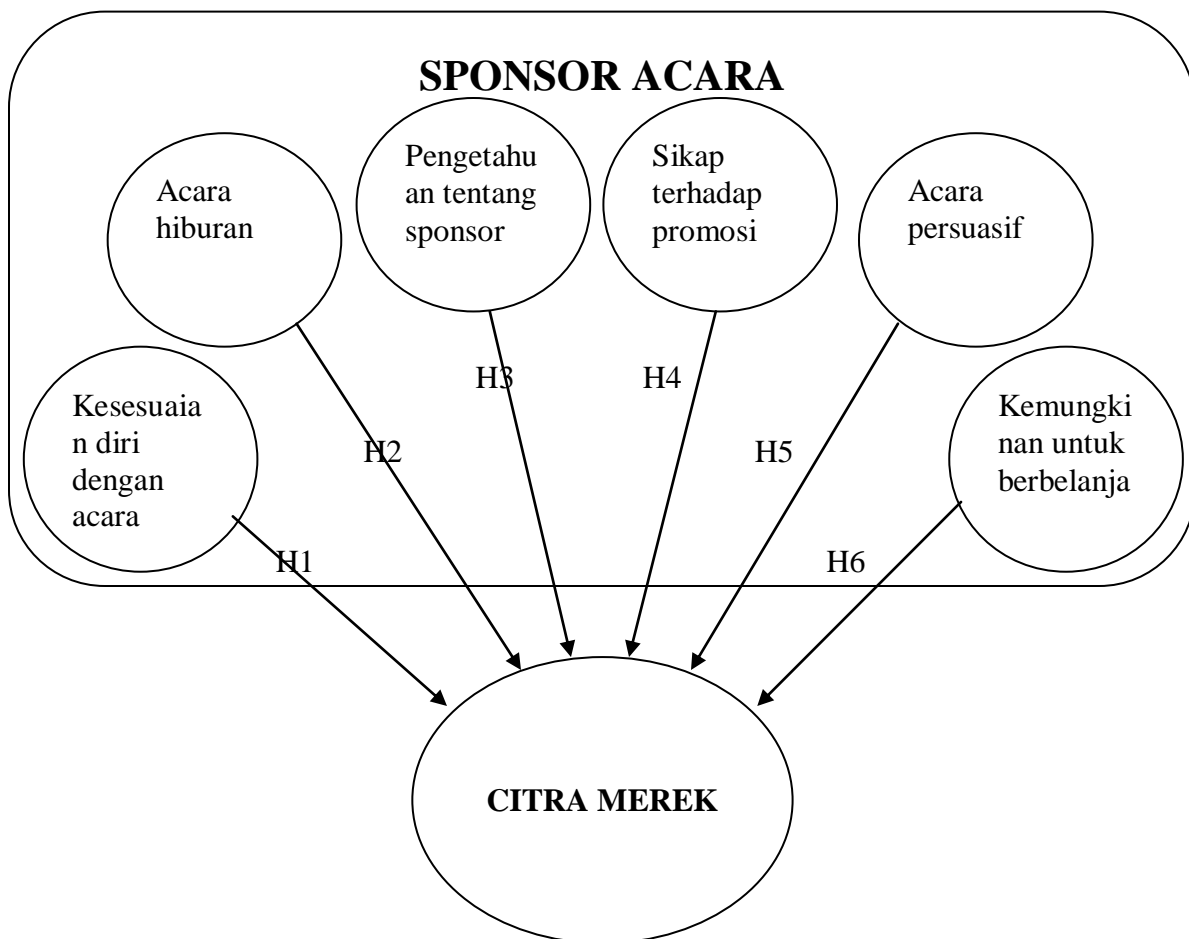 SPONSOR ACARA
Acara
hiburan
Pengetahu
an tentang
sponsor
Sikap
terhadap
promosi
Acara
persuasif
Kesesuaia
n diri
dengan
acara
Kemungki
nan untuk
berbelanja
H1
H2
H3
H4
H5
H6
CITRA MEREK